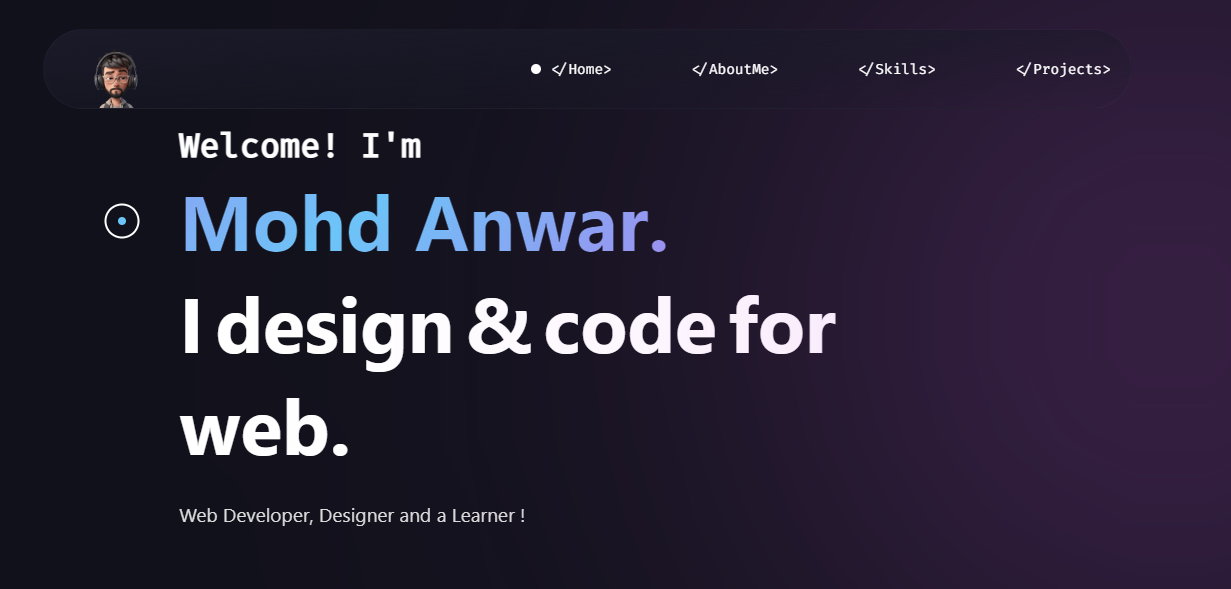 </Home> </AboutMe> </Skills> </Projects>
Welcome! I'm
Mohd Anwar.
I design & code for
web.
Web Developer, Designer and a Learner !